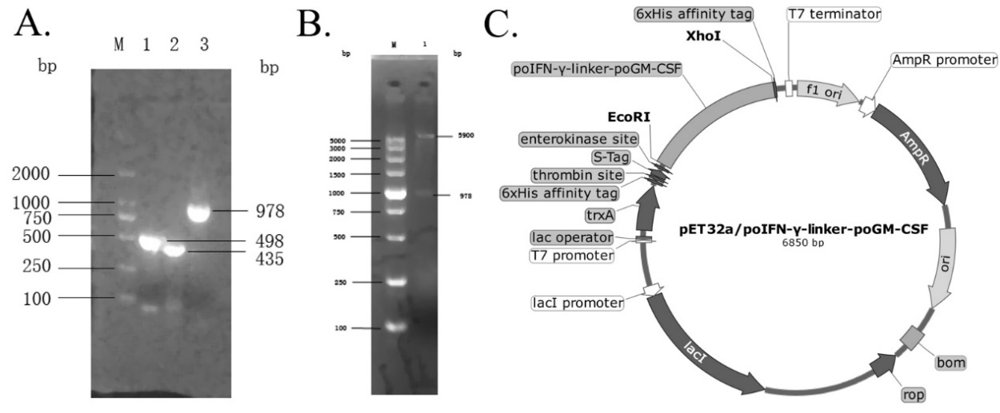 A.
M 1 2 3
bp
bp
2000
1000
750
500
250
100
978
498
435
B.
M 1
bp
bp
5000
3000
2000
1500
1000
750
500
250
100
5900
978
C.
6xHis affinity tag
T7 terminator
XhoI
AmpR promoter
poIFN-γ-linker-poGM-CSF
f1 ori
EcoRI
AmpR
enterokinase site
S-Tag
thrombin site
6xHis affinity tag
trxA
lac operator
T7 promoter
pET32a/poIFN-γ-linker-poGM-CSF
6850 bp
ori
lacI promoter
lacI
bom
rop